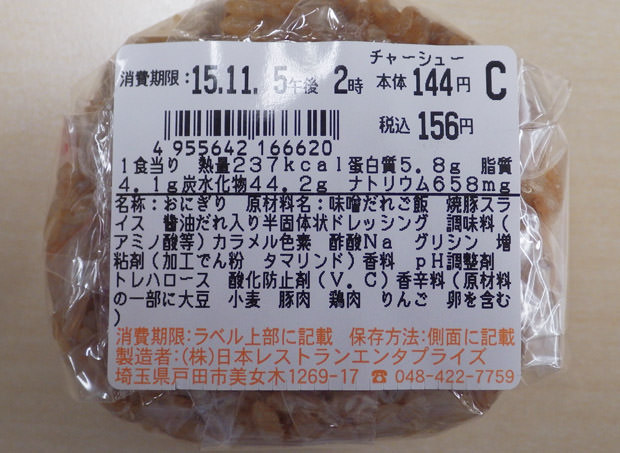 チャーシュー
消費期限:15.11. 5午後 2時 本体 144円 C
税込 156円
4 955642 166620
1食当り 熱量237kcal蛋白質5.8g 脂質
4.1g炭水化物44.2g ナトリウム658mg
名称:おにぎり 原材料名:味噌だれご飯 焼豚スラ
イス 醤油だれ入り半固体状ドレッシング 調味料(
アミノ酸等)カラメル色素 酢酸Na グリシン 増
粘剤(加工でん粉 タマリンド)香料 pH調整剤
トレハロース 酸化防止剤(V.C)香辛料(原材料
の一部に大豆 小麦 豚肉 鶏肉 りんご 卵を含む
)
消費期限:ラベル上部に記載 保存方法:側面に記載
製造者:(株)日本レストランエンタプライズ
埼玉県戸田市美女木1269-17 ☎048-422-7759